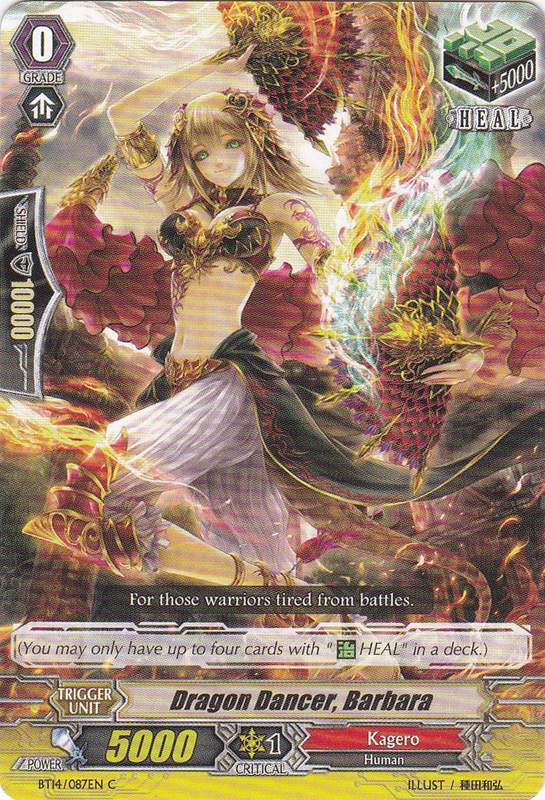 0
GRADE
治
+5000
HEAL
SHIELD
10000
For those warriors tired from battles.
(You may only have up to four cards with "治 HEAL" in a deck.)
TRIGGER
UNIT
Dragon Dancer, Barbara
POWER
5000
1
CRITICAL
Kagero
Human
BT14/087EN C
ILLUST / 種田和弘